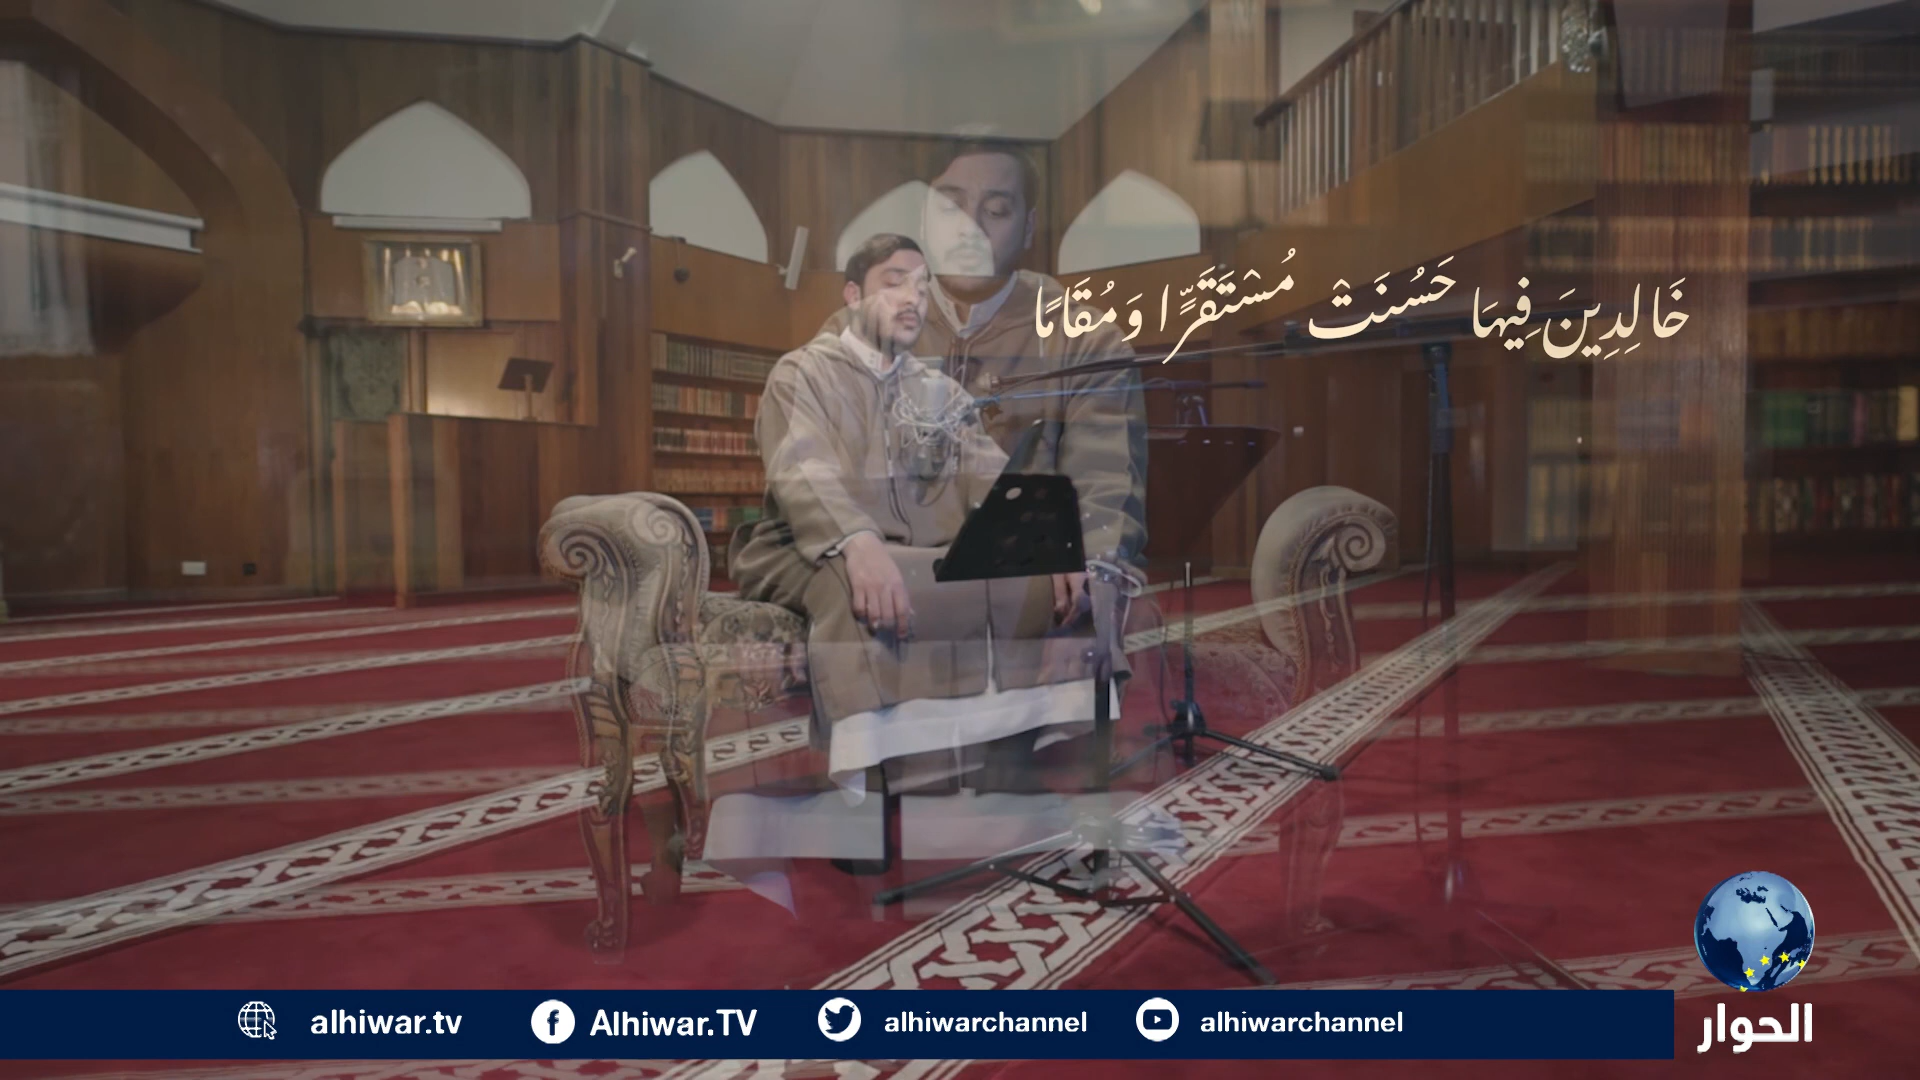 خَالِدِينَ فِيهَا حَسُنَتْ مُسْتَقَرًّا وَمُقَامًا
alhiwar.tv Alhiwar.TV alhiwarchannel alhiwarchannel
الحوار